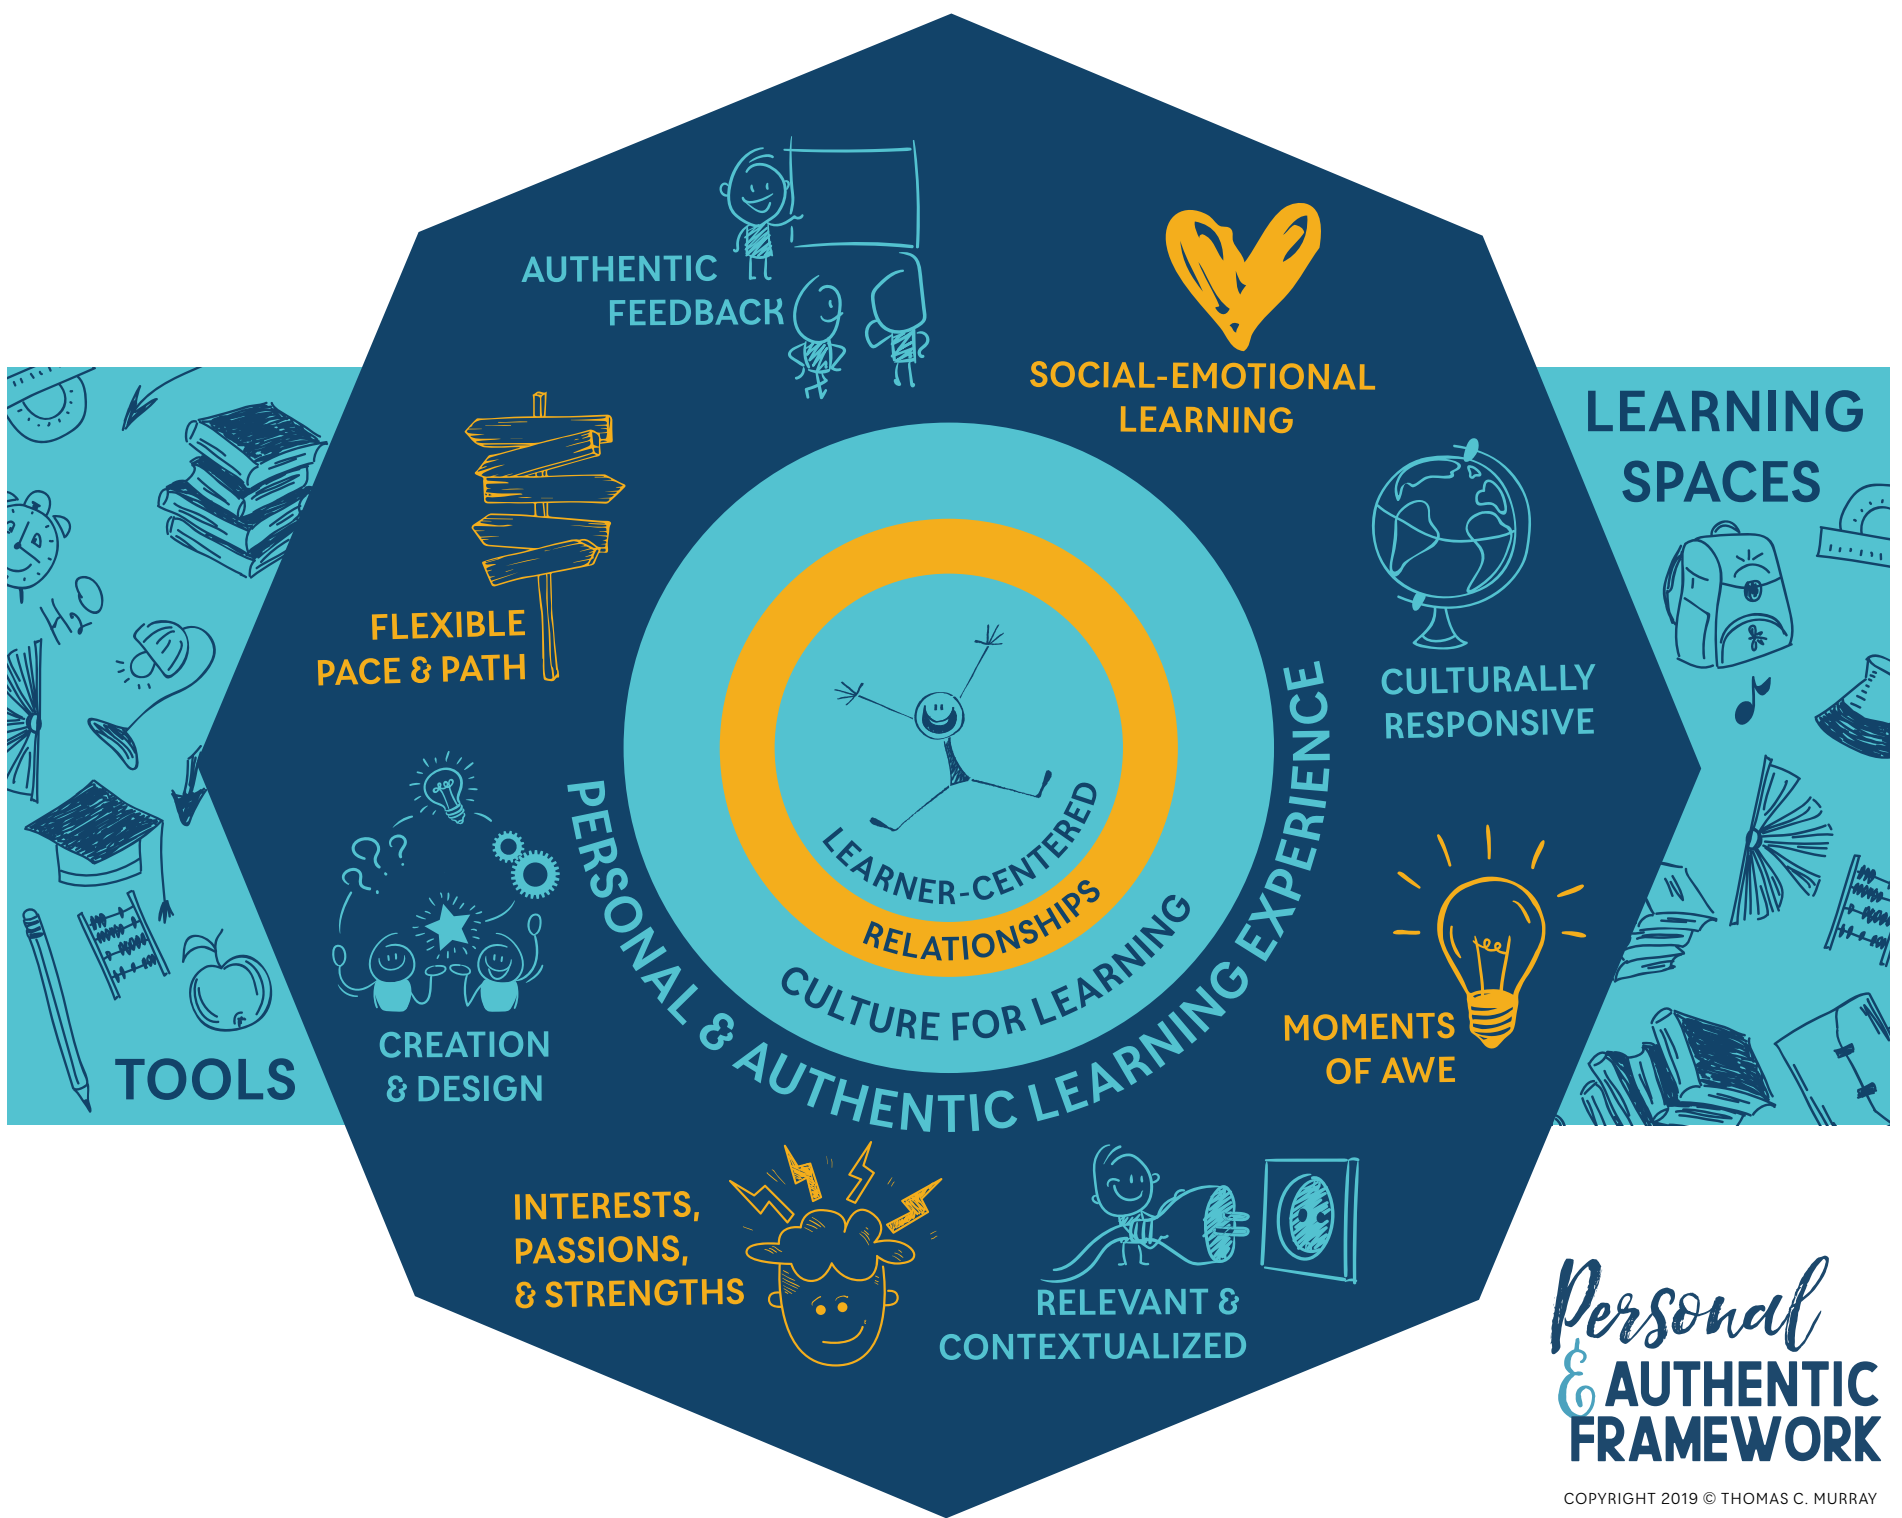 AUTHENTIC
FEEDBACK
SOCIAL-EMOTIONAL
LEARNING
LEARNING
SPACES
FLEXIBLE
PACE & PATH
H2O
CULTURALLY
RESPONSIVE
LEARNER-CENTERED
RELATIONSHIPS
CULTURE FOR LEARNING
PERSONAL & AUTHENTIC LEARNING EXPERIENCE
???
CREATION
& DESIGN
TOOLS
MOMENTS
OF AWE
INTERESTS,
PASSIONS,
& STRENGTHS
RELEVANT &
CONTEXTUALIZED
Personal
& AUTHENTIC
FRAMEWORK
COPYRIGHT 2019 © THOMAS C. MURRAY